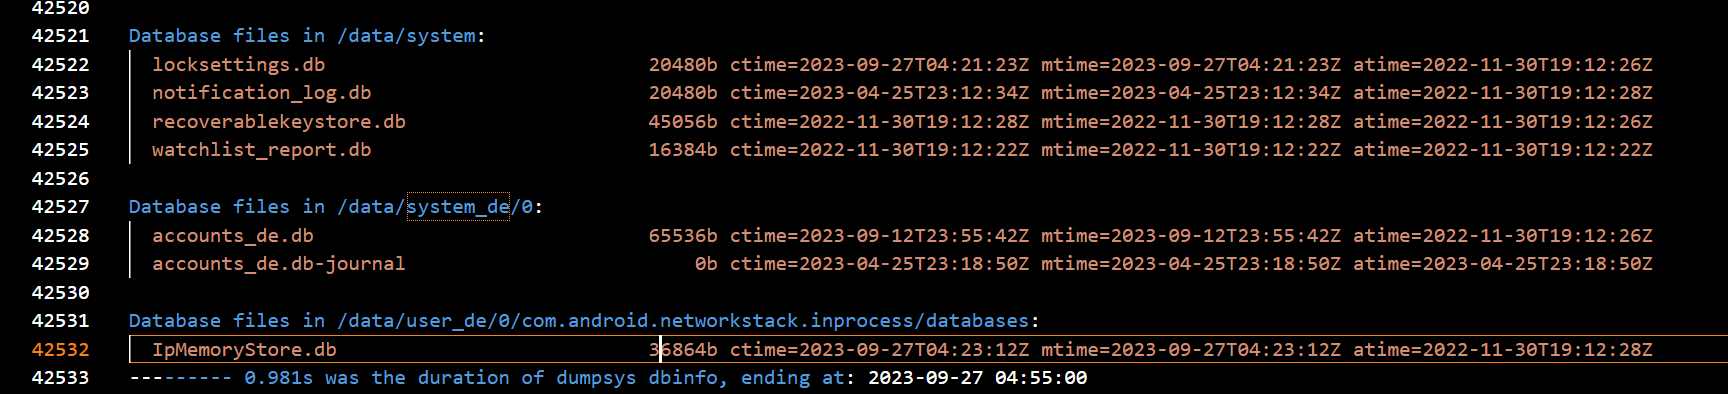 42520
42521 Database files in /data/system:
42522 locksettings.db 20480b ctime=2023-09-27T04:21:23Z mtime=2023-09-27T04:21:23Z atime=2022-11-30T19:12:26Z
42523 notification_log.db 20480b ctime=2023-04-25T23:12:34Z mtime=2023-04-25T23:12:34Z atime=2022-11-30T19:12:28Z
42524 recoverablekeystore.db 45056b ctime=2022-11-30T19:12:28Z mtime=2022-11-30T19:12:28Z atime=2022-11-30T19:12:26Z
42525 watchlist_report.db 16384b ctime=2022-11-30T19:12:22Z mtime=2022-11-30T19:12:22Z atime=2022-11-30T19:12:22Z
42526
42527 Database files in /data/system_de/0:
42528 accounts_de.db 65536b ctime=2023-09-12T23:55:42Z mtime=2023-09-12T23:55:42Z atime=2022-11-30T19:12:26Z
42529 accounts_de.db-journal 0b ctime=2023-04-25T23:18:50Z mtime=2023-04-25T23:18:50Z atime=2023-04-25T23:18:50Z
42530
42531 Database files in /data/user_de/0/com.android.networkstack.inprocess/databases:
42532 IpMemoryStore.db 36864b ctime=2023-09-27T04:23:12Z mtime=2023-09-27T04:23:12Z atime=2022-11-30T19:12:28Z
42533 --------- 0.981s was the duration of dumpsys dbinfo, ending at: 2023-09-27 04:55:00